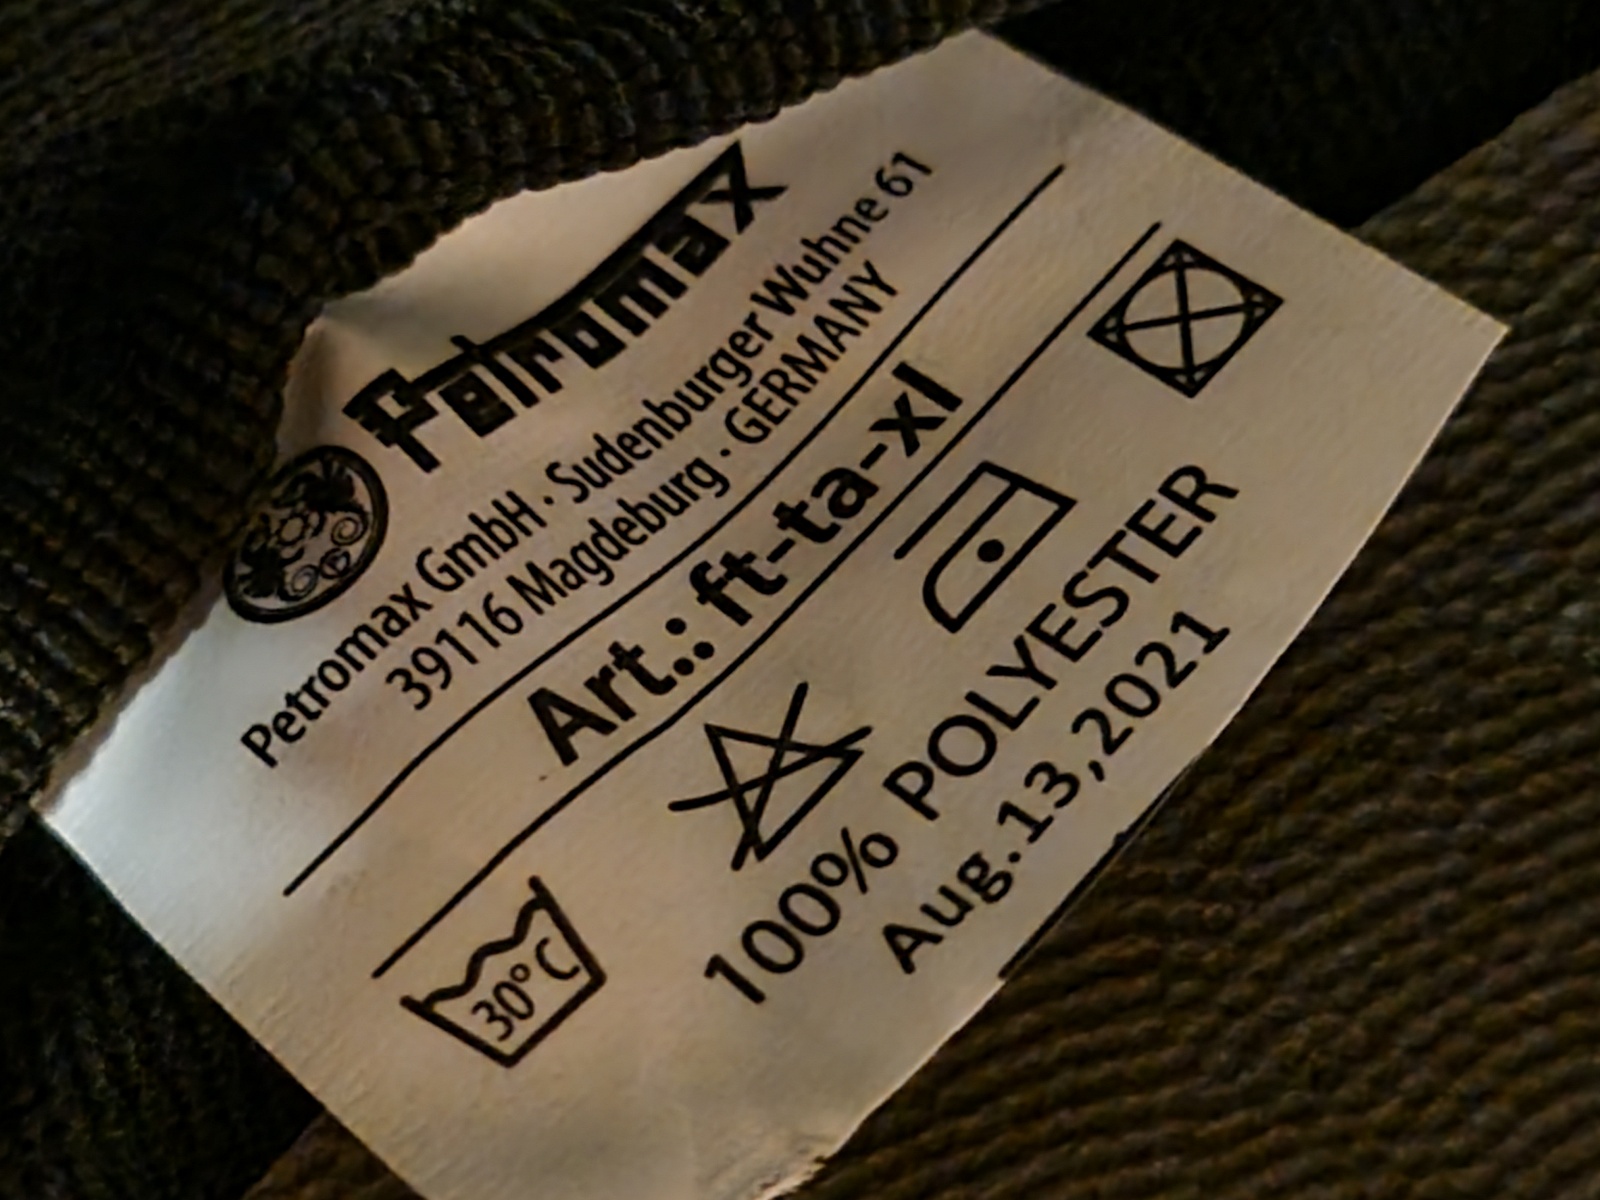 Petromax
Petromax GmbH · Sudenburger Wuhne 61
39116 Magdeburg · GERMANY
Art.: ft-ta-xl
30°C
100% POLYESTER
Aug.13,2021